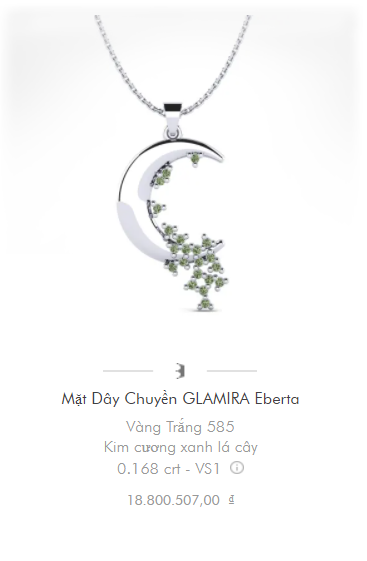 Mặt Dây Chuyền GLAMIRA Eberta
Vàng Trắng 585
Kim cương xanh lá cây
0.168 crt - VS1
18.800.507,00 ₫